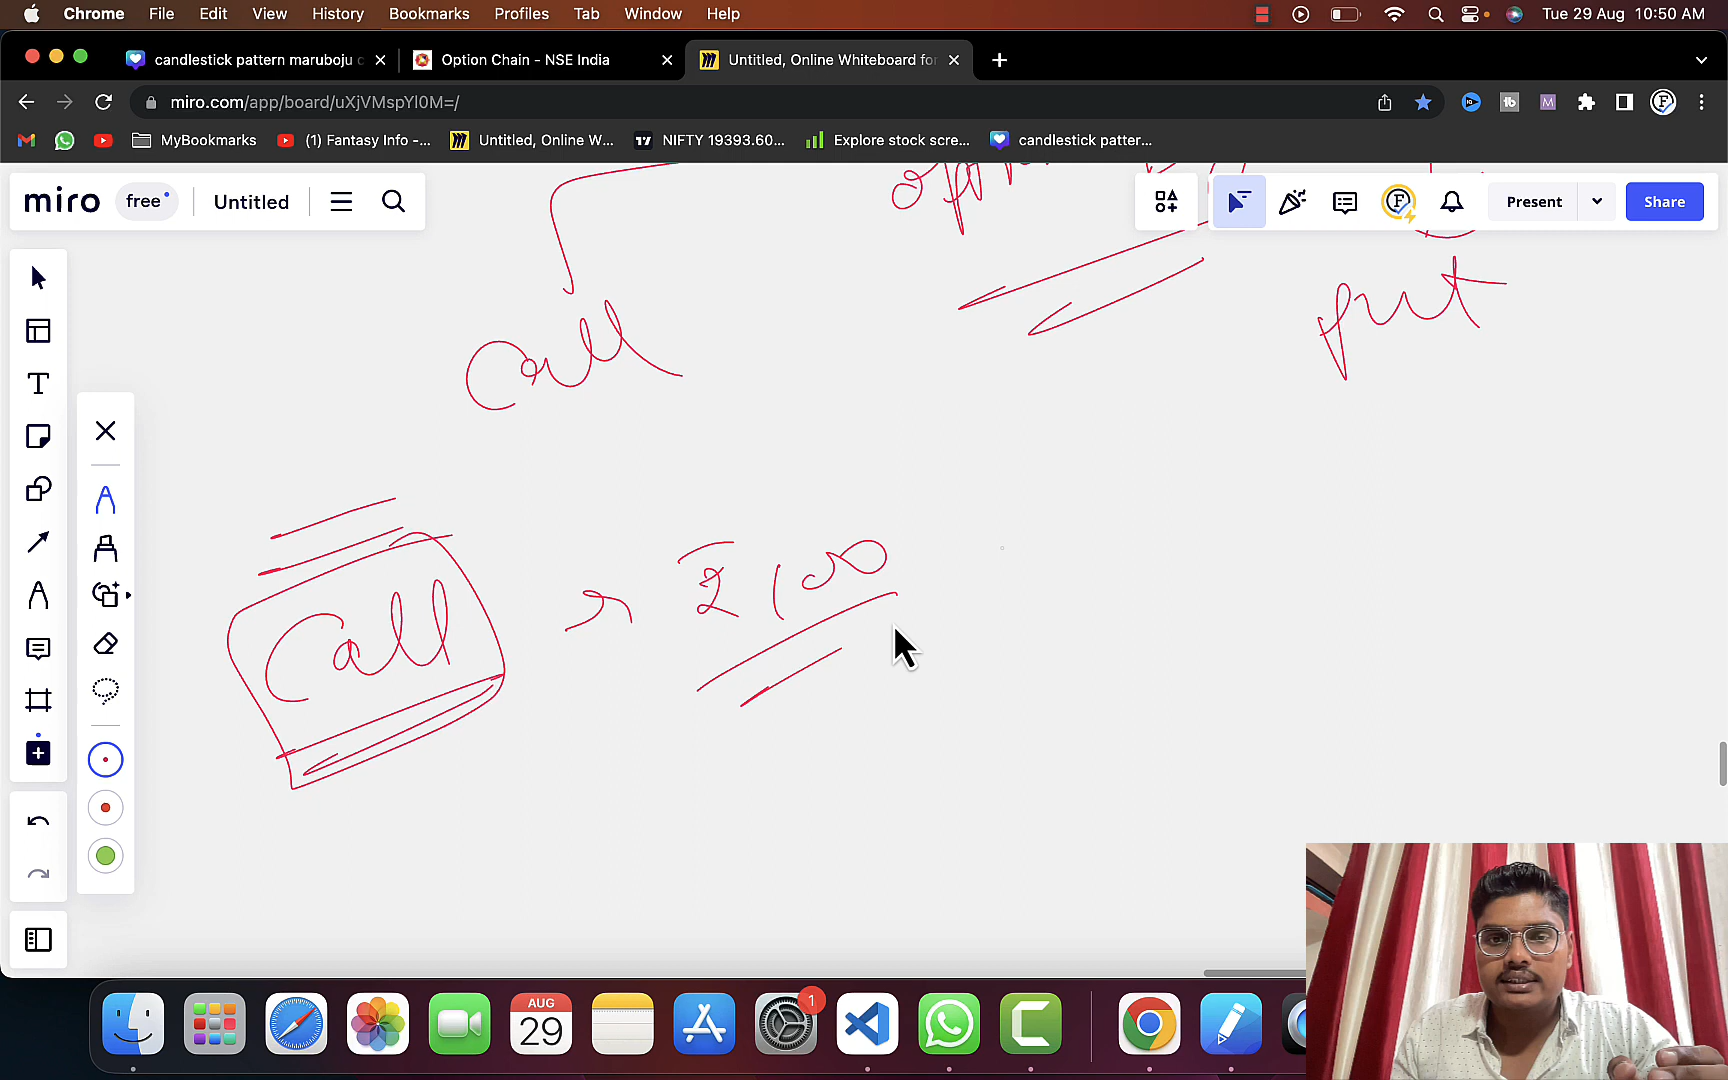 Chrome File Edit View History Bookmarks Profiles Tab Window Help Tue 29 Aug 10:50 AM
candlestick pattern maruboju c Option Chain - NSE India Untitled, Online Whiteboard for
miro.com/app/board/uXjVMspYI0M=/
MyBookmarks (1) Fantasy Info -... Untitled, Online W... NIFTY 19393.60... Explore stock scre... candlestick patter...
miro free Untitled Present Share
put
Call
Call → ₹ 100
AUG
29
1